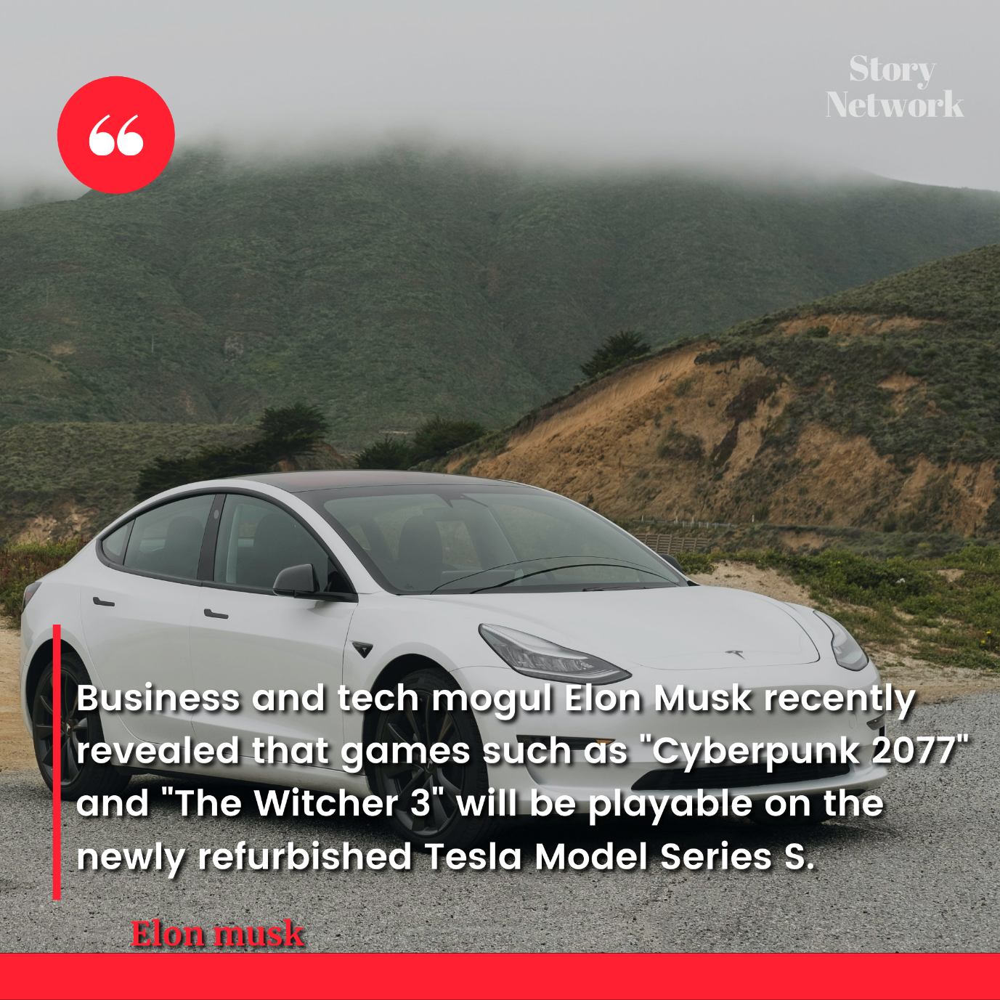 Story
Network
“
Business and tech mogul Elon Musk recently
revealed that games such as "Cyberpunk 2077"
and "The Witcher 3" will be playable on the
newly refurbished Tesla Model Series S.
Elon musk